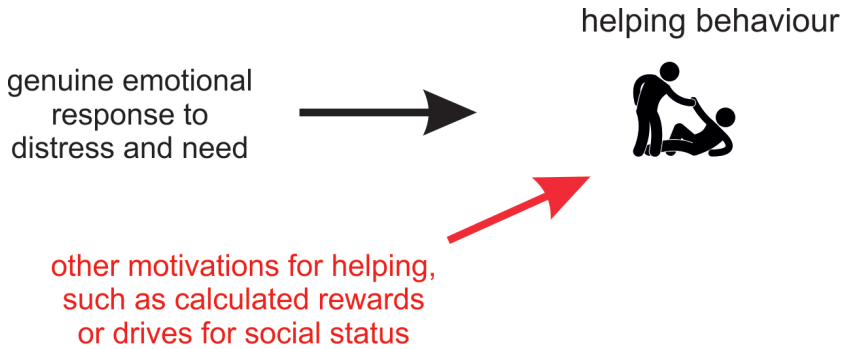 helping behaviour
genuine emotional
response to
distress and need
other motivations for helping,
such as calculated rewards
or drives for social status